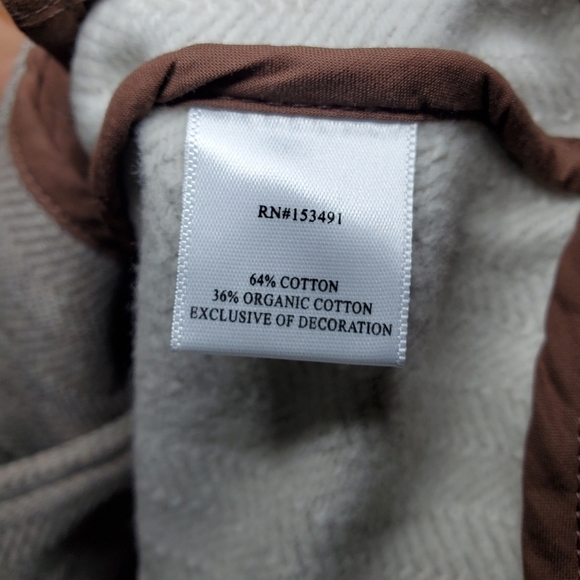 RN#153491
64% COTTON
36% ORGANIC COTTON
EXCLUSIVE OF DECORATION